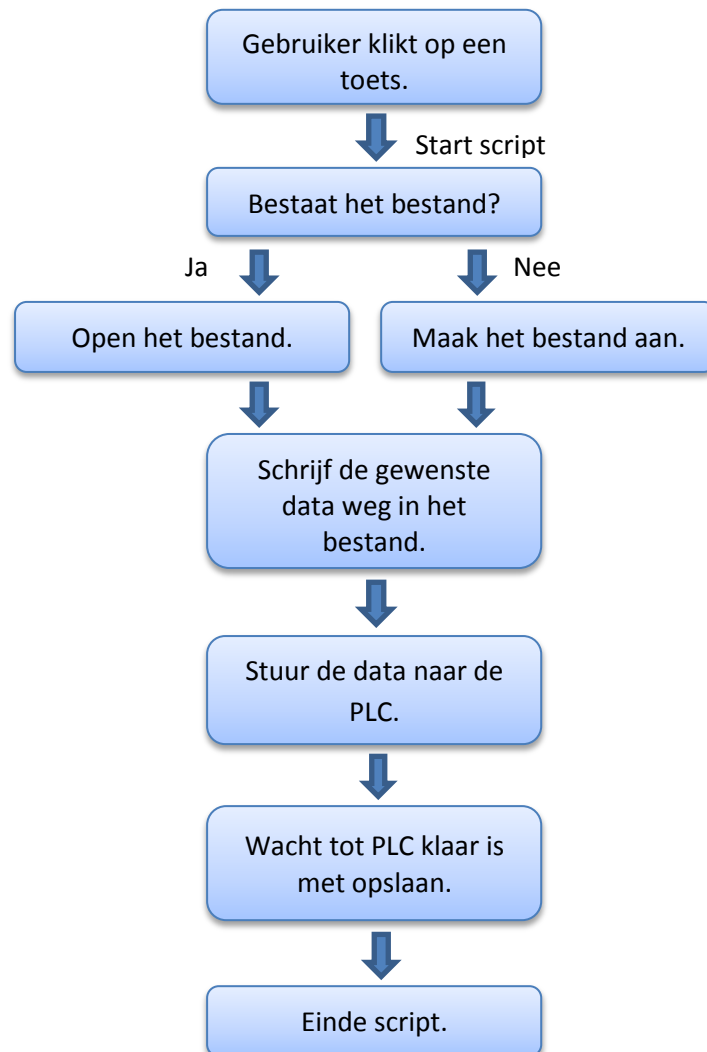 Gebruiker klikt op een
toets.
Start script
Bestaat het bestand?
Ja
Nee
Open het bestand.
Maak het bestand aan.
Schrijf de gewenste
data weg in het
bestand.
Stuur de data naar de
PLC.
Wacht tot PLC klaar is
met opslaan.
Einde script.